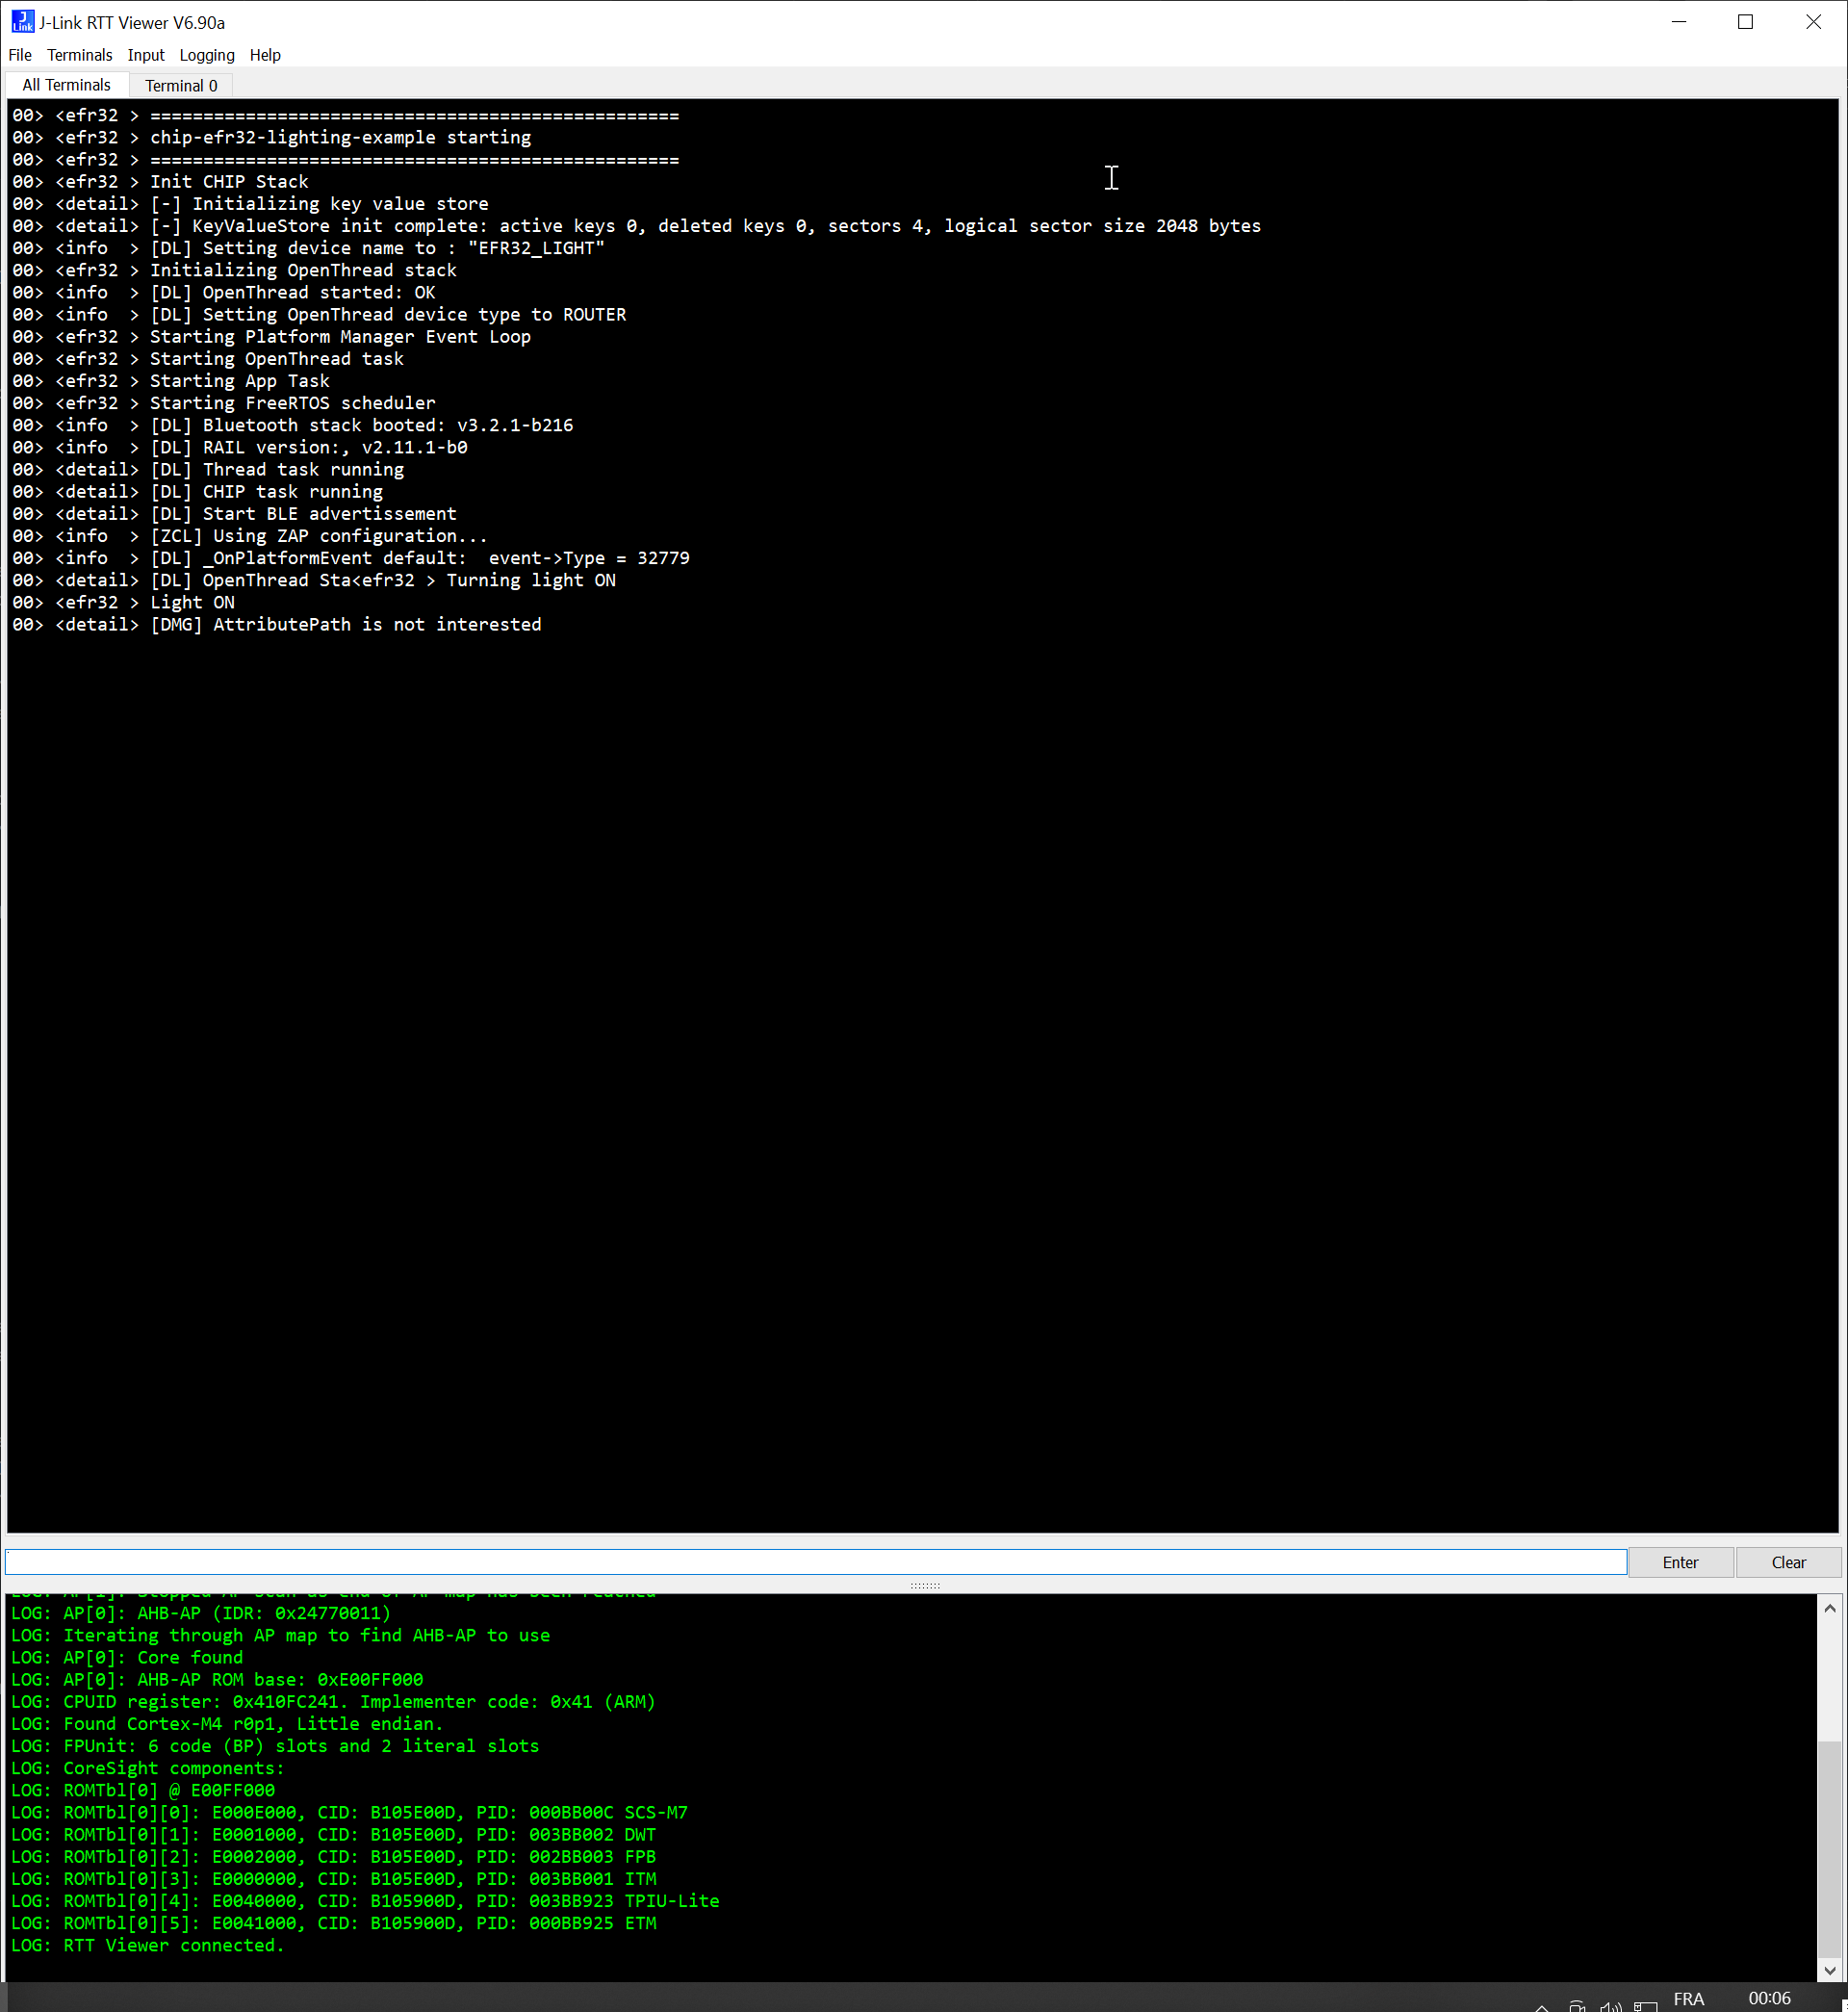 J-Link RTT Viewer V6.90a
File Terminals Input Logging Help
All Terminals Terminal 0
00> <efr32 > ==================================================
00> <efr32 > chip-efr32-lighting-example starting
00> <efr32 > ==================================================
00> <efr32 > Init CHIP Stack
00> <detail> [-] Initializing key value store
00> <detail> [-] KeyValueStore init complete: active keys 0, deleted keys 0, sectors 4, logical sector size 2048 bytes
00> <info  > [DL] Setting device name to : "EFR32_LIGHT"
00> <efr32 > Initializing OpenThread stack
00> <info  > [DL] OpenThread started: OK
00> <info  > [DL] Setting OpenThread device type to ROUTER
00> <efr32 > Starting Platform Manager Event Loop
00> <efr32 > Starting OpenThread task
00> <efr32 > Starting App Task
00> <efr32 > Starting FreeRTOS scheduler
00> <info  > [DL] Bluetooth stack booted: v3.2.1-b216
00> <info  > [DL] RAIL version:, v2.11.1-b0
00> <detail> [DL] Thread task running
00> <detail> [DL] CHIP task running
00> <detail> [DL] Start BLE advertissement
00> <info  > [ZCL] Using ZAP configuration...
00> <info  > [DL] _OnPlatformEvent default:  event->Type = 32779
00> <detail> [DL] OpenThread Sta<efr32 > Turning light ON
00> <efr32 > Light ON
00> <detail> [DMG] AttributePath is not interested
Enter Clear
LOG: AP[1]: Stopped AP scan as end of AP map has been reached
LOG: AP[0]: AHB-AP (IDR: 0x24770011)
LOG: Iterating through AP map to find AHB-AP to use
LOG: AP[0]: Core found
LOG: AP[0]: AHB-AP ROM base: 0xE00FF000
LOG: CPUID register: 0x410FC241. Implementer code: 0x41 (ARM)
LOG: Found Cortex-M4 r0p1, Little endian.
LOG: FPUnit: 6 code (BP) slots and 2 literal slots
LOG: CoreSight components:
LOG: ROMTbl[0] @ E00FF000
LOG: ROMTbl[0][0]: E000E000, CID: B105E00D, PID: 000BB00C SCS-M7
LOG: ROMTbl[0][1]: E0001000, CID: B105E00D, PID: 003BB002 DWT
LOG: ROMTbl[0][2]: E0002000, CID: B105E00D, PID: 002BB003 FPB
LOG: ROMTbl[0][3]: E0000000, CID: B105E00D, PID: 003BB001 ITM
LOG: ROMTbl[0][4]: E0040000, CID: B105900D, PID: 003BB923 TPIU-Lite
LOG: ROMTbl[0][5]: E0041000, CID: B105900D, PID: 000BB925 ETM
LOG: RTT Viewer connected.
FRA 00:06